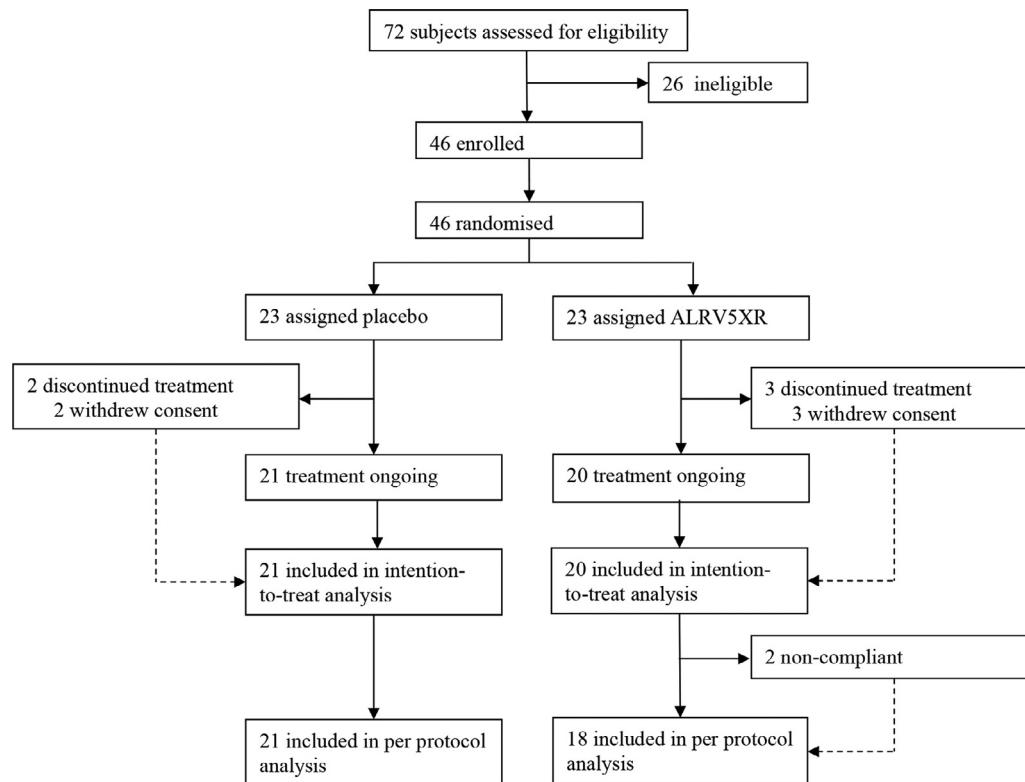 72 subjects assessed for eligibility
26 ineligible
46 enrolled
46 randomised
23 assigned placebo
23 assigned ALRV5XR
2 discontinued treatment
2 withdrew consent
3 discontinued treatment
3 withdrew consent
21 treatment ongoing
20 treatment ongoing
21 included in intention-
to-treat analysis
20 included in intention-
to-treat analysis
2 non-compliant
21 included in per protocol
analysis
18 included in per protocol
analysis